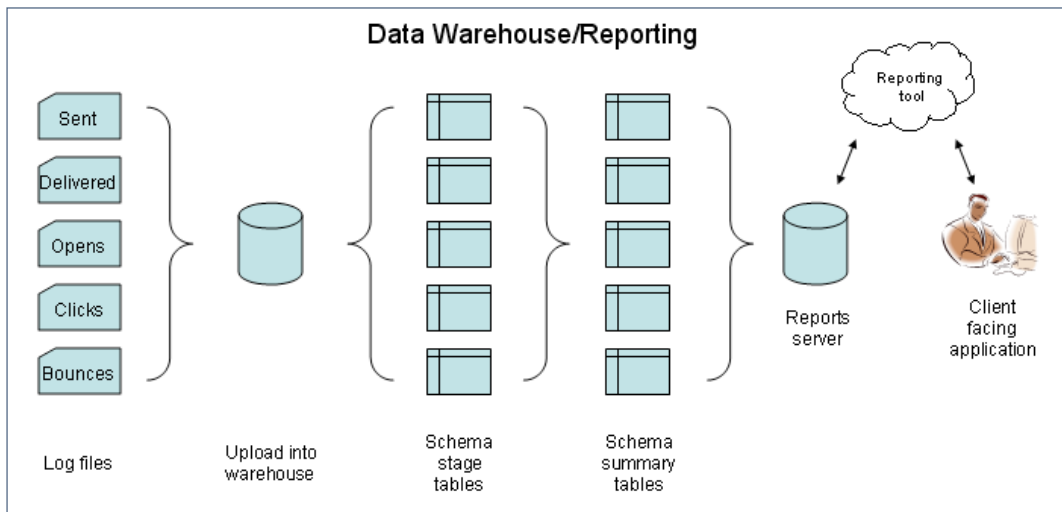 Data Warehouse/Reporting
Sent
Delivered
Opens
Clicks
Bounces
Log files
Upload into
warehouse
Schema
stage
tables
Schema
summary
tables
Reports
server
Reporting
tool
Client
facing
application